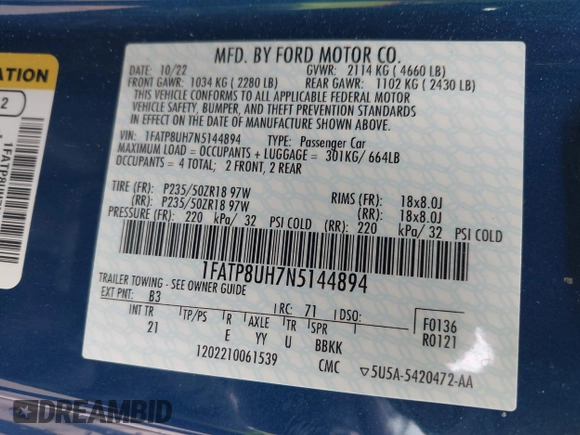 MFD. BY FORD MOTOR CO.
DATE: 10/22 GVWR: 2114 KG ( 4660 LB)
FRONT GAWR: 1034 KG ( 2280 LB) REAR GAWR: 1102 KG ( 2430 LB)
THIS VEHICLE CONFORMS TO ALL APPLICABLE FEDERAL MOTOR
VEHICLE SAFETY, BUMPER, AND THEFT PREVENTION STANDARDS
IN EFFECT ON THE DATE OF MANUFACTURE SHOWN ABOVE.
VIN: 1FATP8UH7N5144894 TYPE: Passenger Car
MAXIMUM LOAD = OCCUPANTS + LUGGAGE = 301KG/ 664LB
OCCUPANTS = 4 TOTAL; 2 FRONT, 2 REAR
TIRE (FR): P235/50ZR18 97W RIMS (FR): 18x8.0J
(RR): P235/50ZR18 97W (RR): 18x8.0J
PRESSURE (FR): 220 kPa/ 32 PSI COLD (RR): 220 kPa/ 32 PSI COLD
1FATP8UH7N5144894
TRAILER TOWING - SEE OWNER GUIDE
EXT PNT: B3 RC: 71 DSO:
INT TR TP/PS R AXLE TR SPR F0136
21 E YY U BBKK R0121
1202210061539 CMC ▽5U5A-5420472-AA
ATION
2
DREAMBID